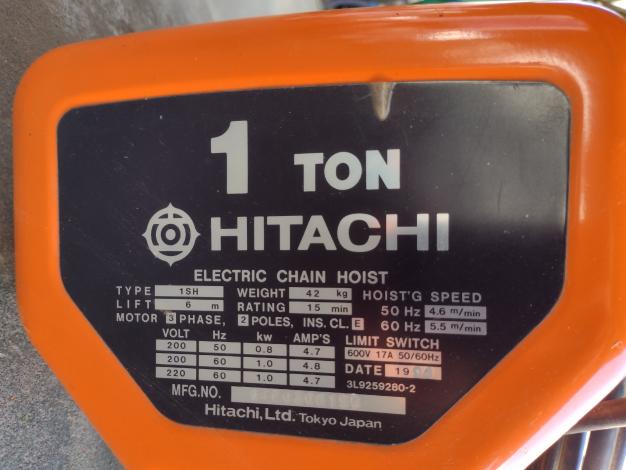 1 TON
HITACHI
ELECTRIC CHAIN HOIST
TYPE 1SH WEIGHT 42 kg HOIST'G SPEED
LIFT 6 m RATING 15 min 50 Hz 4.6 m/min
MOTOR 3 PHASE, 2 POLES, INS. CL. E 60 Hz 5.5 m/min
VOLT Hz kw AMP'S LIMIT SWITCH
200 50 0.8 4.7 600V 17A 50/60Hz
200 60 1.0 4.8 DATE 19
220 60 1.0 4.7 3L9259280-2
MFG.NO.
Hitachi, Ltd. Tokyo Japan